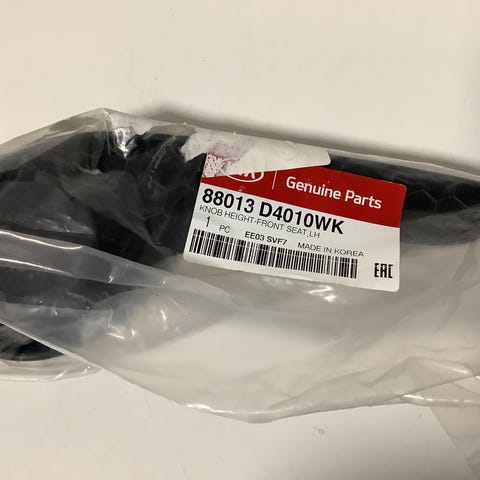 Genuine Parts
88013 D4010WK
KNOB HEIGHT-FRONT SEAT,LH
1 PC EE03 SVF7 MADE IN KOREA
EAC